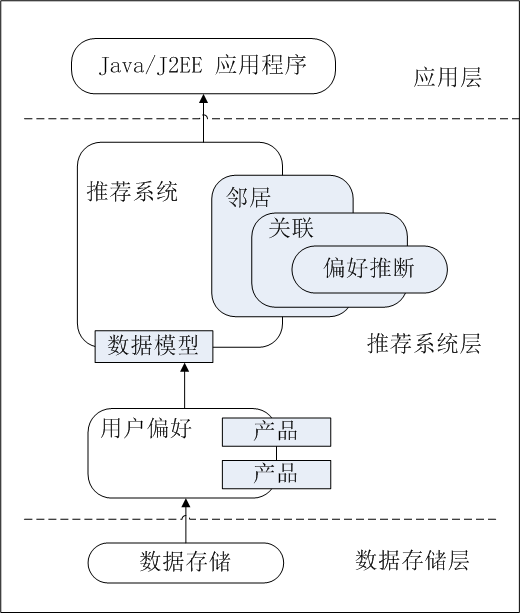 Java/J2EE 应用程序
应用层
推荐系统
邻居
关联
偏好推断
数据模型
推荐系统层
用户偏好
产品
产品
数据存储
数据存储层